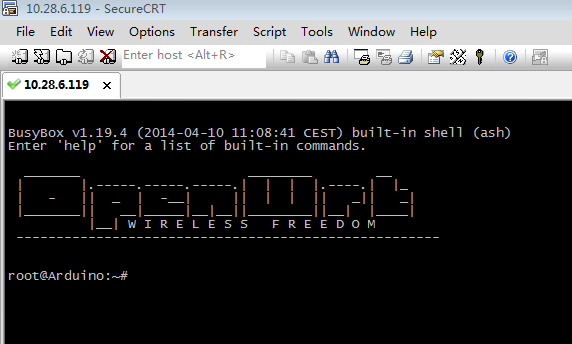 10.28.6.119 - SecureCRT
File Edit View Options Transfer Script Tools Window Help
Enter host <Alt+R>
10.28.6.119
BusyBox v1.19.4 (2014-04-10 11:08:41 CEST) built-in shell (ash)
Enter 'help' for a list of built-in commands.
OpenWrt
W I R E L E S S   F R E E D O M
root@Arduino:~#